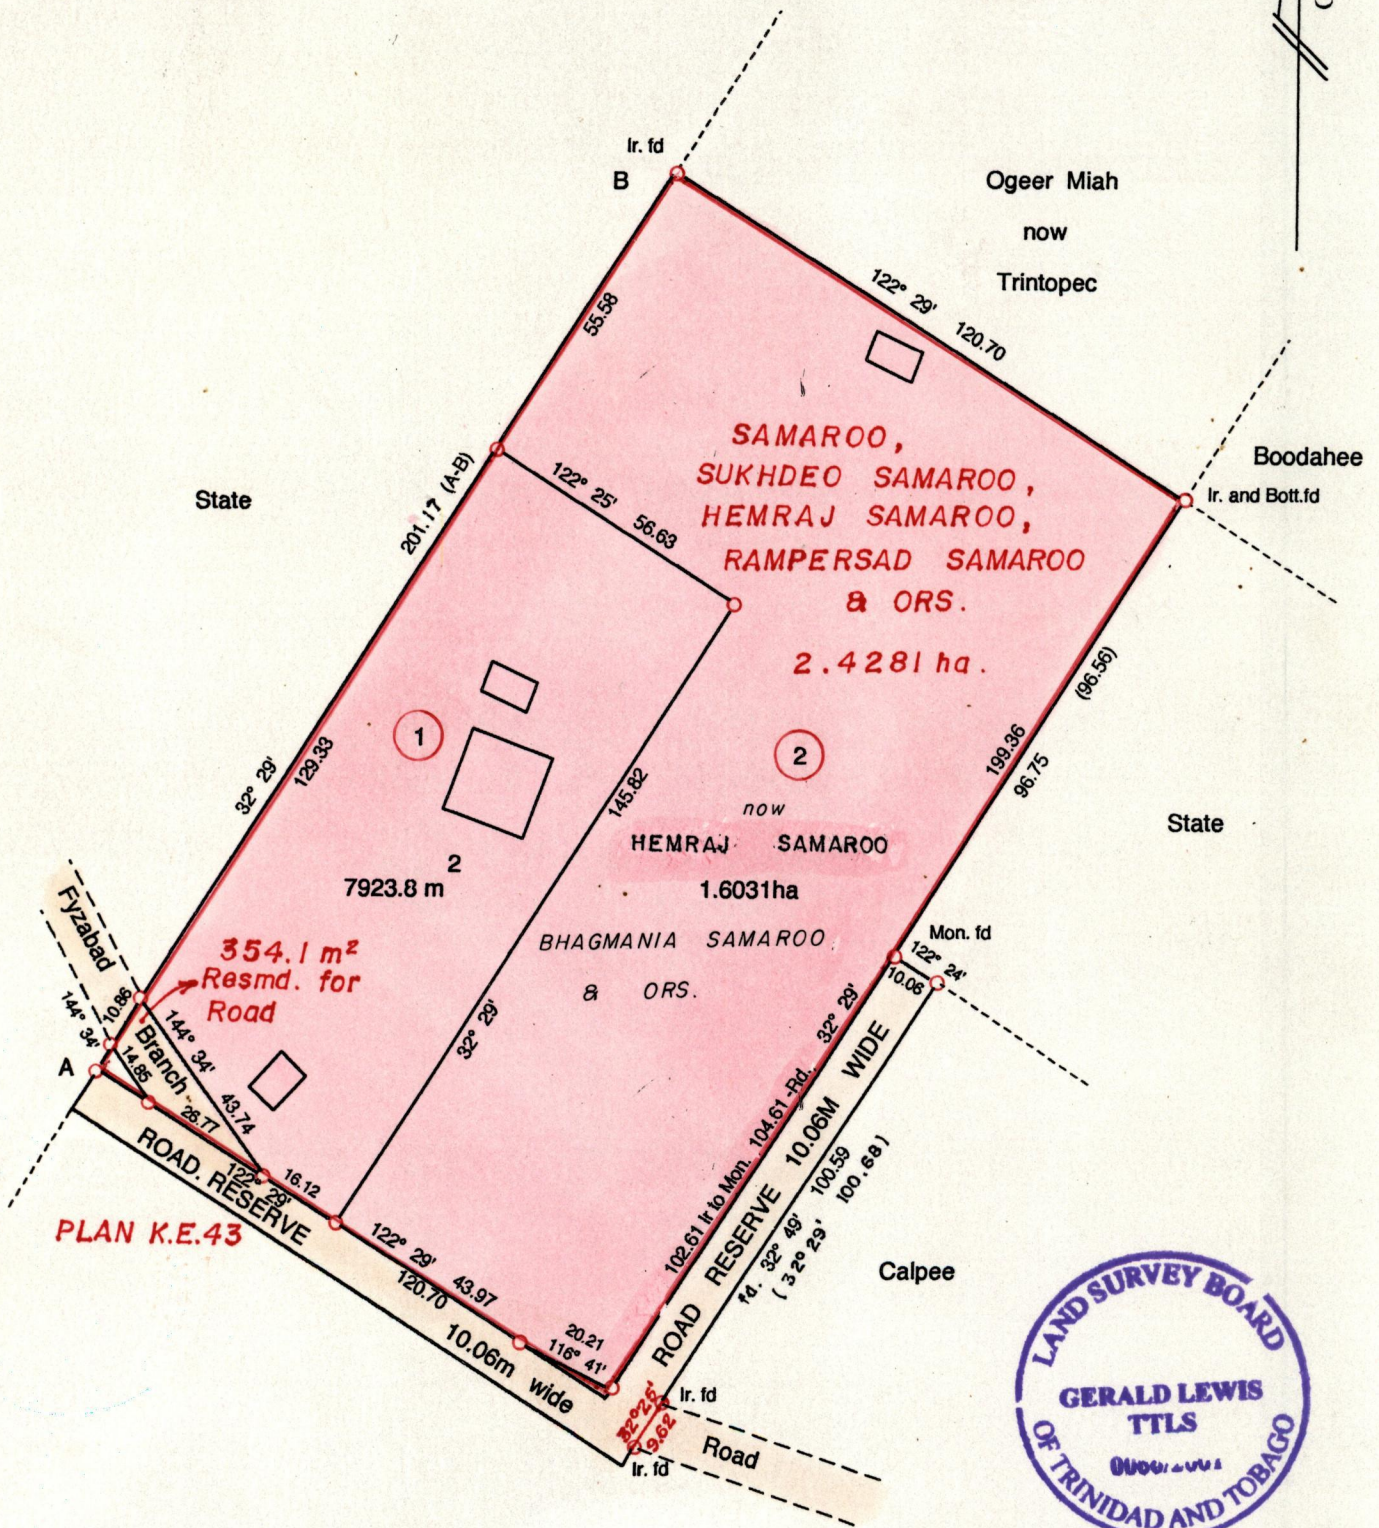 Ir. fd
B
Ogeer Miah
now
Trintopec
122° 29' 120.70
55.58
201.17 (A-B)
State
122° 25' 56.63
SAMAROO,
SUKHDEO SAMAROO,
HEMRAJ SAMAROO,
RAMPERSAD SAMAROO
& ORS.
2.4281 ha.
Boodahee
Ir. and Bott.fd
(96.56)
199.36
96.75
State
1
2
32° 29'
129.33
145.82
now
HEMRAJ SAMAROO
1.6031ha
2
7923.8 m
BHAGMANIA SAMAROO
& ORS.
354.1 m²
Resmd. for
Road
Fyzabad
Branch
10.86
144° 34'
14.85
144° 34' 43.74
A
26.77
122° 29'
16.12
ROAD. RESERVE
PLAN K.E.43
32° 29'
Mon. fd
122° 24'
10.06
32° 29'
102.61 Ir to Mon. 104.61 -Rd.
ROAD RESERVE 10.06M WIDE
fd. 32° 49' 100.59
(32° 29' 100.68)
Calpee
122° 29' 43.97
120.70
20.21
116° 41'
10.06m wide
32°25'
9.62
Ir. fd
Road
Ir. fd
LAND SURVEY BOARD
OF TRINIDAD AND TOBAGO
GERALD LEWIS
TTLS